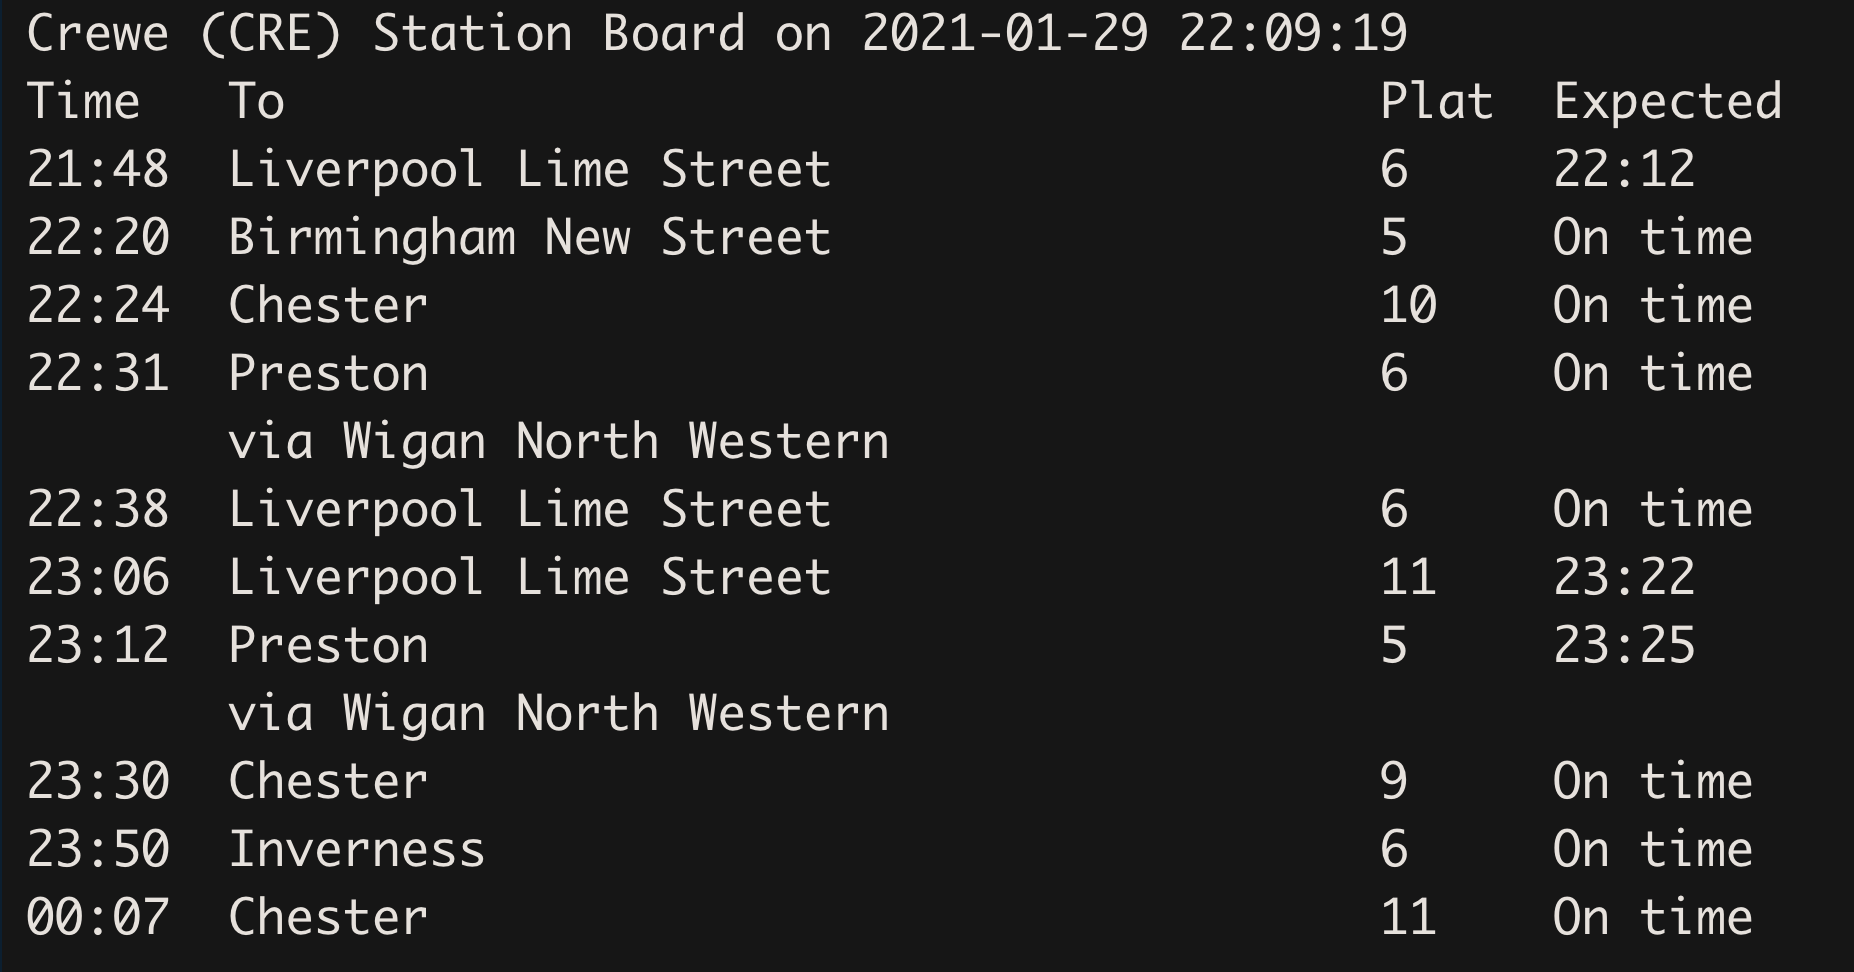 Crewe (CRE) Station Board on 2021-01-29 22:09:19
Time To Plat Expected
21:48 Liverpool Lime Street 6 22:12
22:20 Birmingham New Street 5 On time
22:24 Chester 10 On time
22:31 Preston 6 On time
via Wigan North Western
22:38 Liverpool Lime Street 6 On time
23:06 Liverpool Lime Street 11 23:22
23:12 Preston 5 23:25
via Wigan North Western
23:30 Chester 9 On time
23:50 Inverness 6 On time
00:07 Chester 11 On time